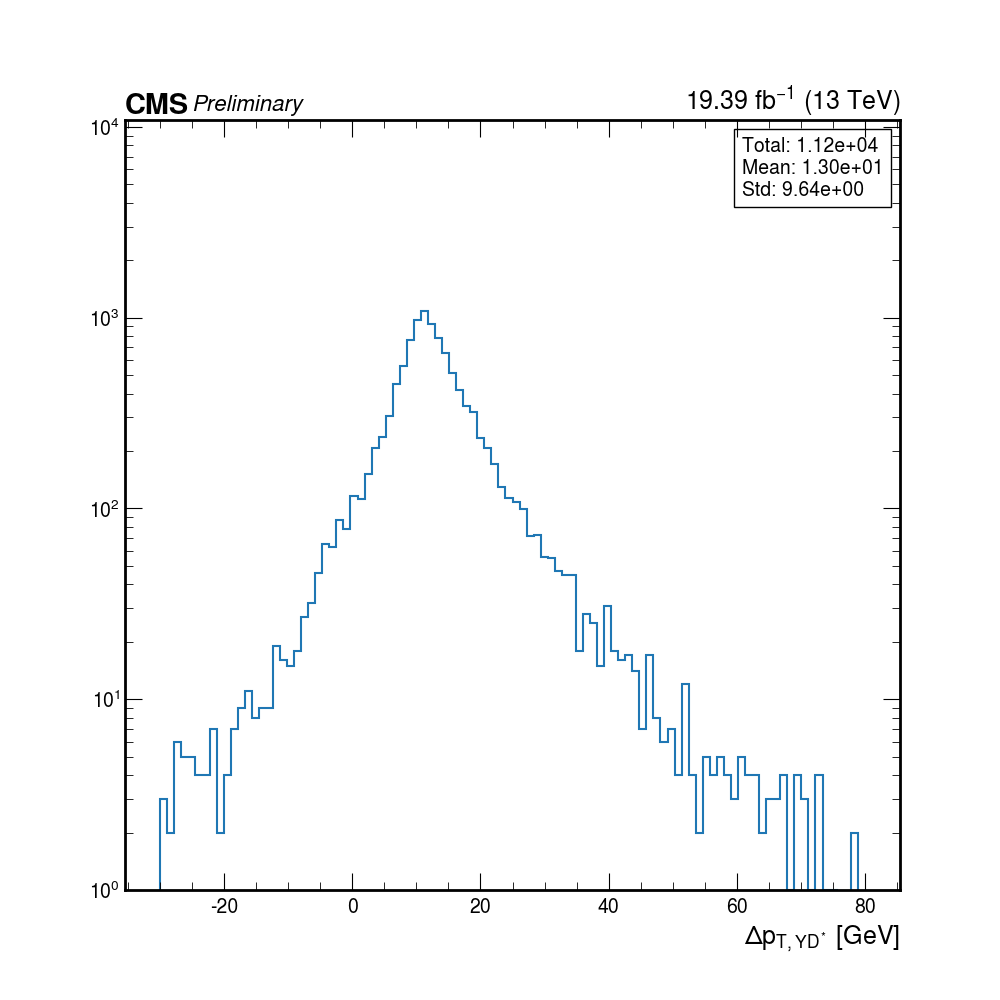 CMS Preliminary 19.39 fb⁻¹ (13 TeV)
10⁴
Total: 1.12e+04
Mean: 1.30e+01
Std: 9.64e+00
10³
10²
10¹
10⁰
-20 0 20 40 60 80
Δp_T, YD* [GeV]